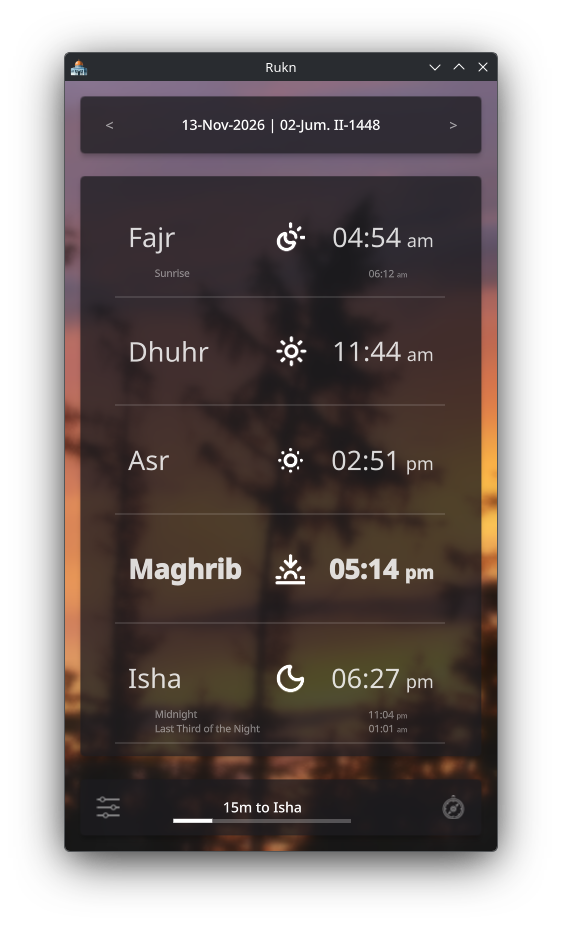 Rukn
< 13-Nov-2026 | 02-Jum. II-1448 >
Fajr 04:54 am
Sunrise 06:12 am
Dhuhr 11:44 am
Asr 02:51 pm
Maghrib 05:14 pm
Isha 06:27 pm
Midnight 11:04 pm
Last Third of the Night 01:01 am
15m to Isha